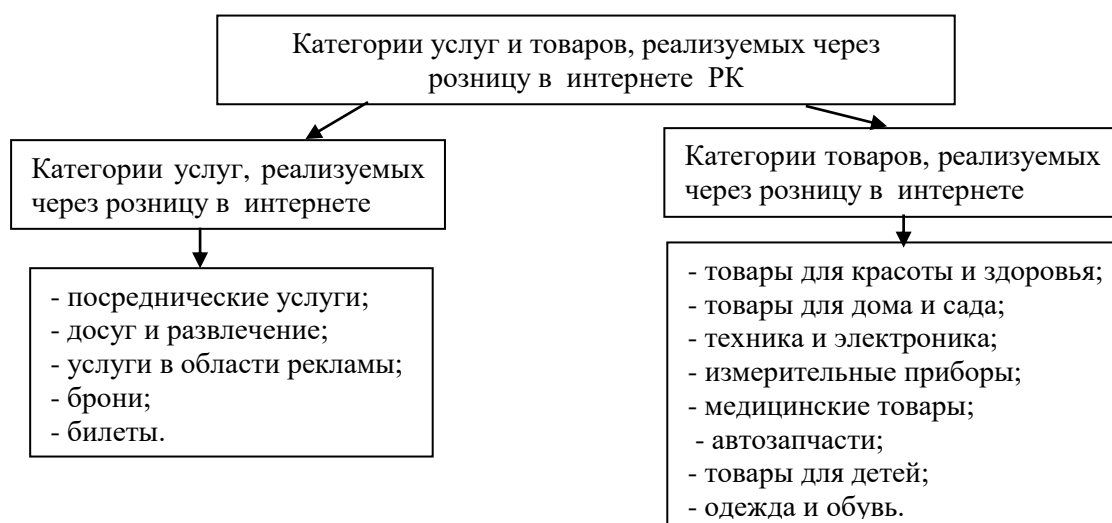 Категории услуг и товаров, реализуемых через
розницу в интернете РК
Категории услуг, реализуемых
через розницу в интернете
- посреднические услуги;
- досуг и развлечение;
- услуги в области рекламы;
- брони;
- билеты.
Категории товаров, реализуемых
через розницу в интернете
- товары для красоты и здоровья;
- товары для дома и сада;
- техника и электроника;
- измерительные приборы;
- медицинские товары;
- автозапчасти;
- товары для детей;
- одежда и обувь.